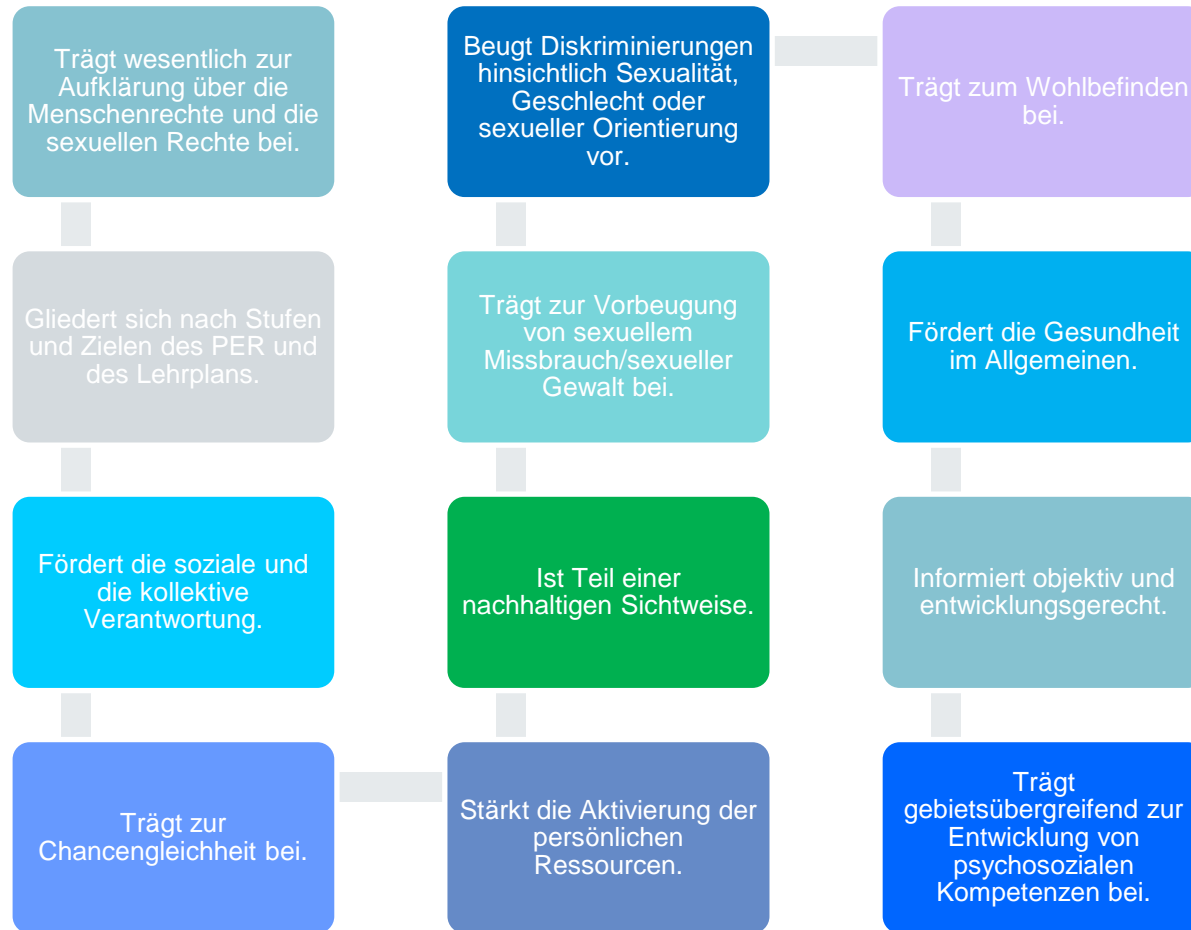 Trägt wesentlich zur
Aufklärung über die
Menschenrechte und die
sexuellen Rechte bei.
Gliedert sich nach Stufen
und Zielen des PER und
des Lehrplans.
Fördert die soziale und
die kollektive
Verantwortung.
Trägt zur
Chancengleichheit bei.
Stärkt die Aktivierung der
persönlichen
Ressourcen.
Ist Teil einer
nachhaltigen Sichtweise.
Trägt zur Vorbeugung
von sexuellem
Missbrauch/sexueller
Gewalt bei.
Beugt Diskriminierungen
hinsichtlich Sexualität,
Geschlecht oder
sexueller Orientierung
vor.
Trägt zum Wohlbefinden
bei.
Fördert die Gesundheit
im Allgemeinen.
Informiert objektiv und
entwicklungsgerecht.
Trägt
gebietsübergreifend zur
Entwicklung von
psychosozialen
Kompetenzen bei.